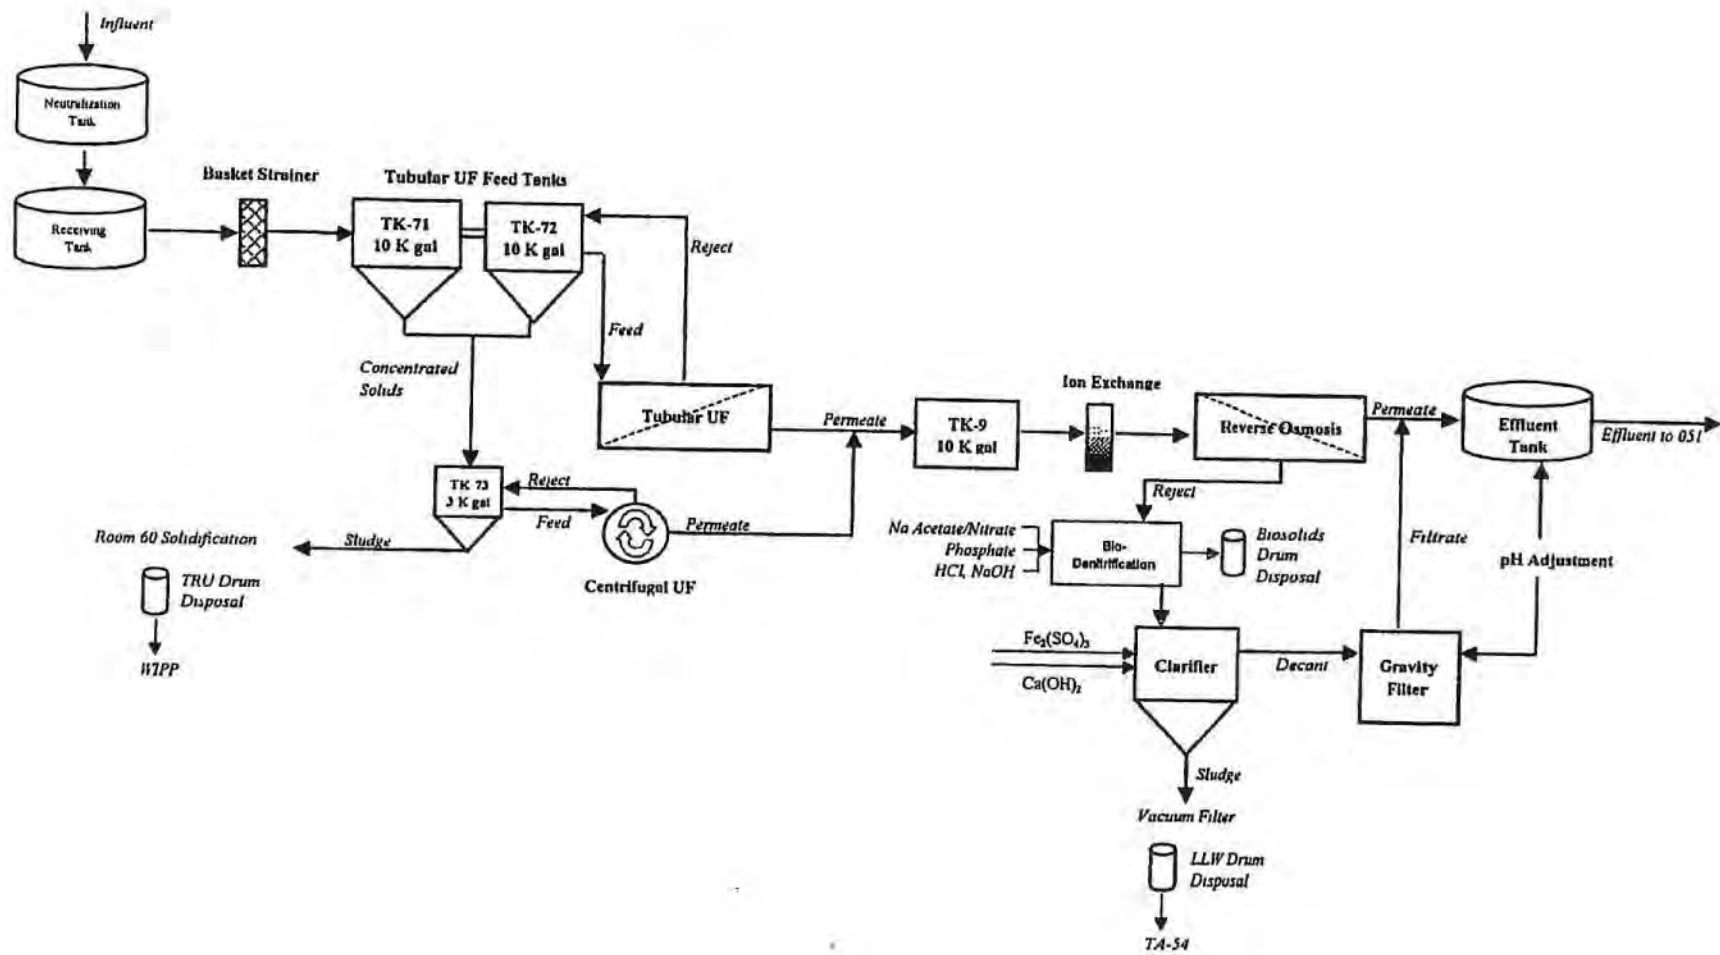 Influent
Neutralization
Tank
Receiving
Tank
Basket Strainer
Tubular UF Feed Tanks
TK-71
10 K gal
TK-72
10 K gal
Reject
Feed
Concentrated
Solids
Tubular UF
Permeate
TK-9
10 K gal
Ion Exchange
Reverse Osmosis
Permeate
Effluent
Tank
Effluent to 051
TK 73
3 K gal
Reject
Feed
Permeate
Centrifugal UF
Sludge
Room 60 Solidification
TRU Drum
Disposal
WIPP
Reject
Na Acetate/Nitrate
Phosphate
HCl, NaOH
Bio-
Denitrification
Biosolids
Drum
Disposal
Filtrate
pH Adjustment
Fe₂(SO₄)₃
Ca(OH)₂
Clarifier
Decant
Gravity
Filter
Sludge
Vacuum Filter
LLW Drum
Disposal
TA-54